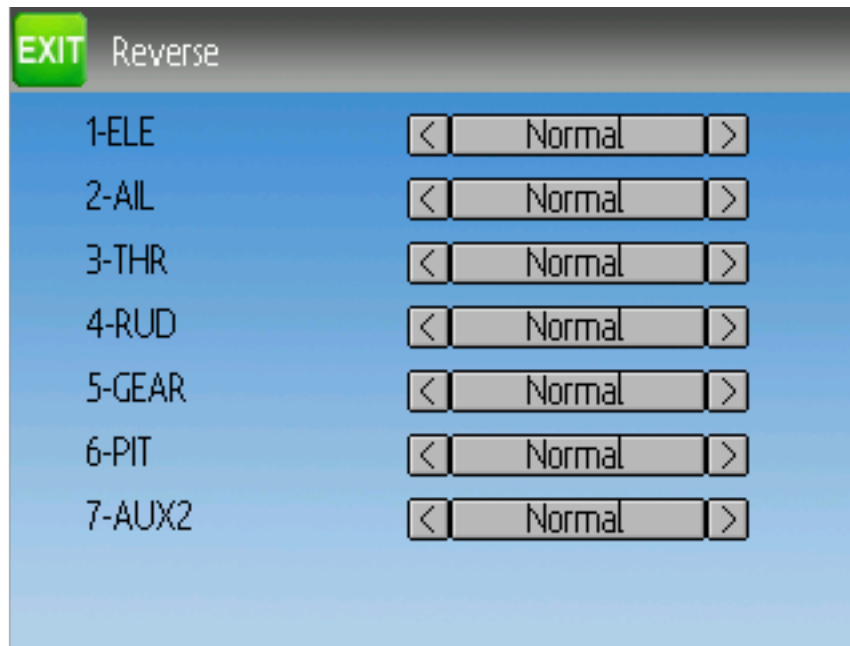 EXIT Reverse
1-ELE < Normal >
2-AIL < Normal >
3-THR < Normal >
4-RUD < Normal >
5-GEAR < Normal >
6-PIT < Normal >
7-AUX2 < Normal >